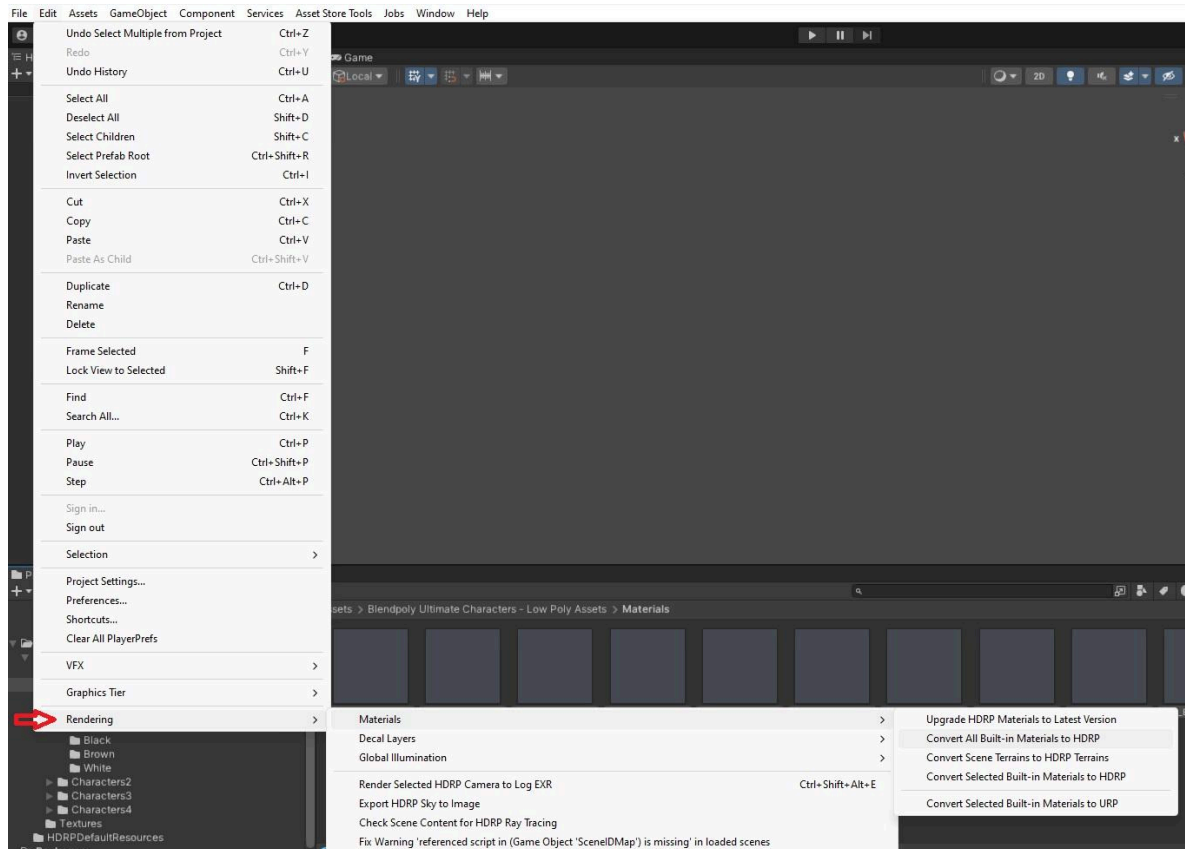 File Edit Assets GameObject Component Services Asset Store Tools Jobs Window Help
Undo Select Multiple from Project Ctrl+Z
Redo Ctrl+Y
Undo History Ctrl+U
Select All Ctrl+A
Deselect All Shift+D
Select Children Shift+C
Select Prefab Root Ctrl+Shift+R
Invert Selection Ctrl+I
Cut Ctrl+X
Copy Ctrl+C
Paste Ctrl+V
Paste As Child Ctrl+Shift+V
Duplicate Ctrl+D
Rename
Delete
Frame Selected F
Lock View to Selected Shift+F
Find Ctrl+F
Search All... Ctrl+K
Play Ctrl+P
Pause Ctrl+Shift+P
Step Ctrl+Alt+P
Sign in...
Sign out
Selection
Project Settings...
Preferences...
Shortcuts...
Clear All PlayerPrefs
VFX
Graphics Tier
Rendering
H
Game
Local
2D
x
P
sets > Blendpoly Ultimate Characters - Low Poly Assets > Materials
Materials
Decal Layers
Global Illumination
Render Selected HDRP Camera to Log EXR Ctrl+Shift+Alt+E
Export HDRP Sky to Image
Check Scene Content for HDRP Ray Tracing
Fix Warning 'referenced script in (Game Object 'SceneIDMap') is missing' in loaded scenes
Upgrade HDRP Materials to Latest Version
Convert All Built-in Materials to HDRP
Convert Scene Terrains to HDRP Terrains
Convert Selected Built-in Materials to HDRP
Convert Selected Built-in Materials to URP
Black
Brown
White
Characters2
Characters3
Characters4
Textures
HDRPDefaultResources